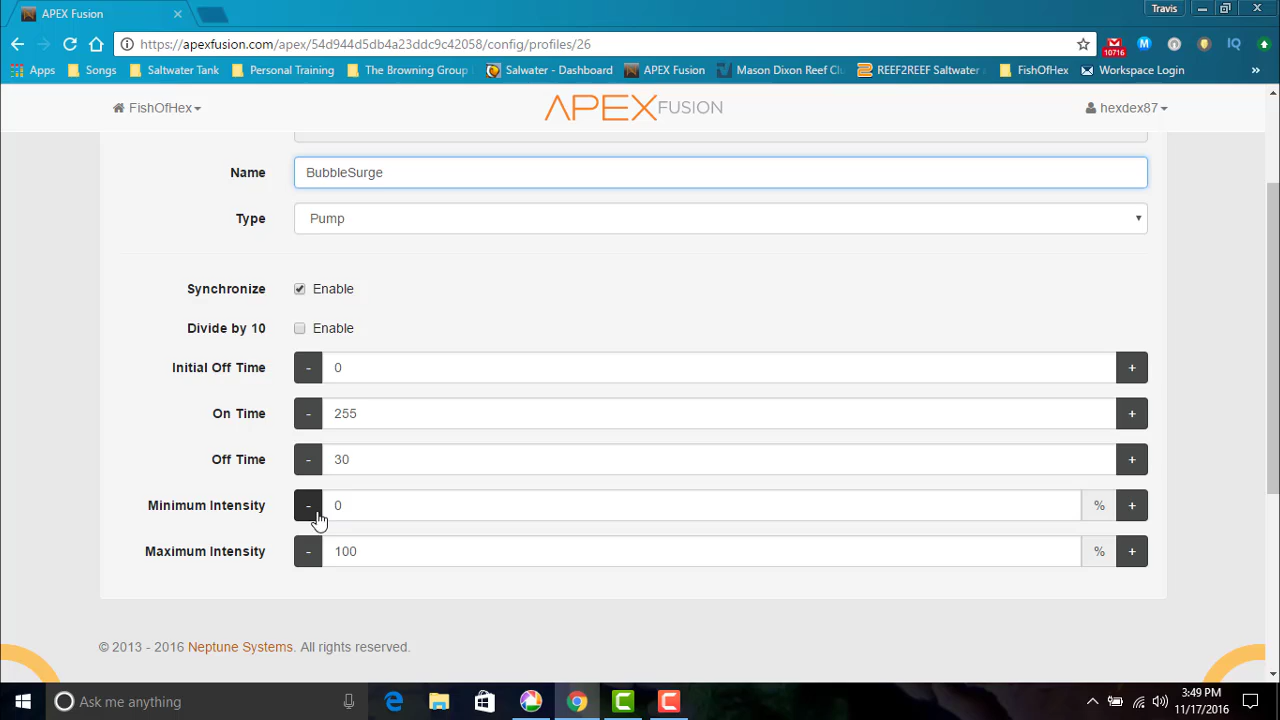 APEX Fusion
Travis
https://apexfusion.com/apex/54d944d5db4a23ddc9c42058/config/profiles/26
10716
Apps Songs Saltwater Tank Personal Training The Browning Group Salwater - Dashboard APEX Fusion Mason Dixon Reef Clu REEF2REEF Saltwater FishOfHex Workspace Login »
FishOfHex
APEX FUSION
hexdex87
Name BubbleSurge
Type Pump
Synchronize Enable
Divide by 10 Enable
Initial Off Time - 0 +
On Time - 255 +
Off Time - 30 +
Minimum Intensity - 0 % +
Maximum Intensity - 100 % +
© 2013 - 2016 Neptune Systems. All rights reserved.
Ask me anything
3:49 PM
11/17/2016